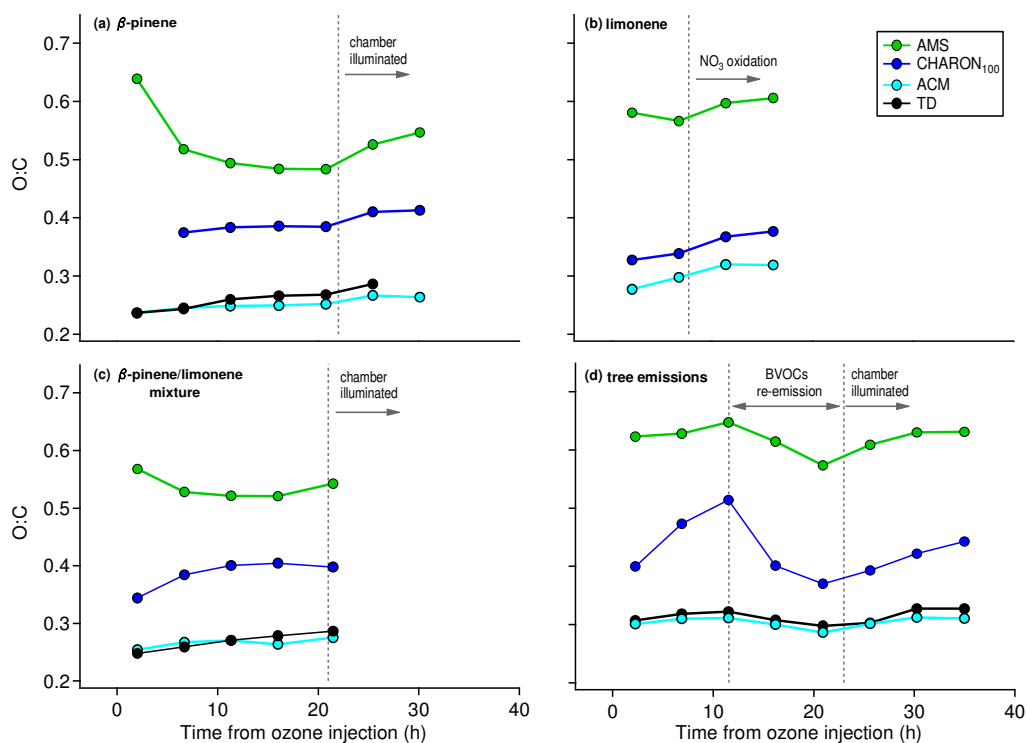 (a) β-pinene
chamber
illuminated
0.7
0.6
0.5
0.4
0.3
0.2
O:C
(b) limonene
NO3 oxidation
AMS
CHARON100
ACM
TD
(c) β-pinene/limonene
mixture
chamber
illuminated
0.7
0.6
0.5
0.4
0.3
0.2
O:C
0 10 20 30 40
Time from ozone injection (h)
(d) tree emissions
BVOCs
re-emission
chamber
illuminated
0 10 20 30 40
Time from ozone injection (h)